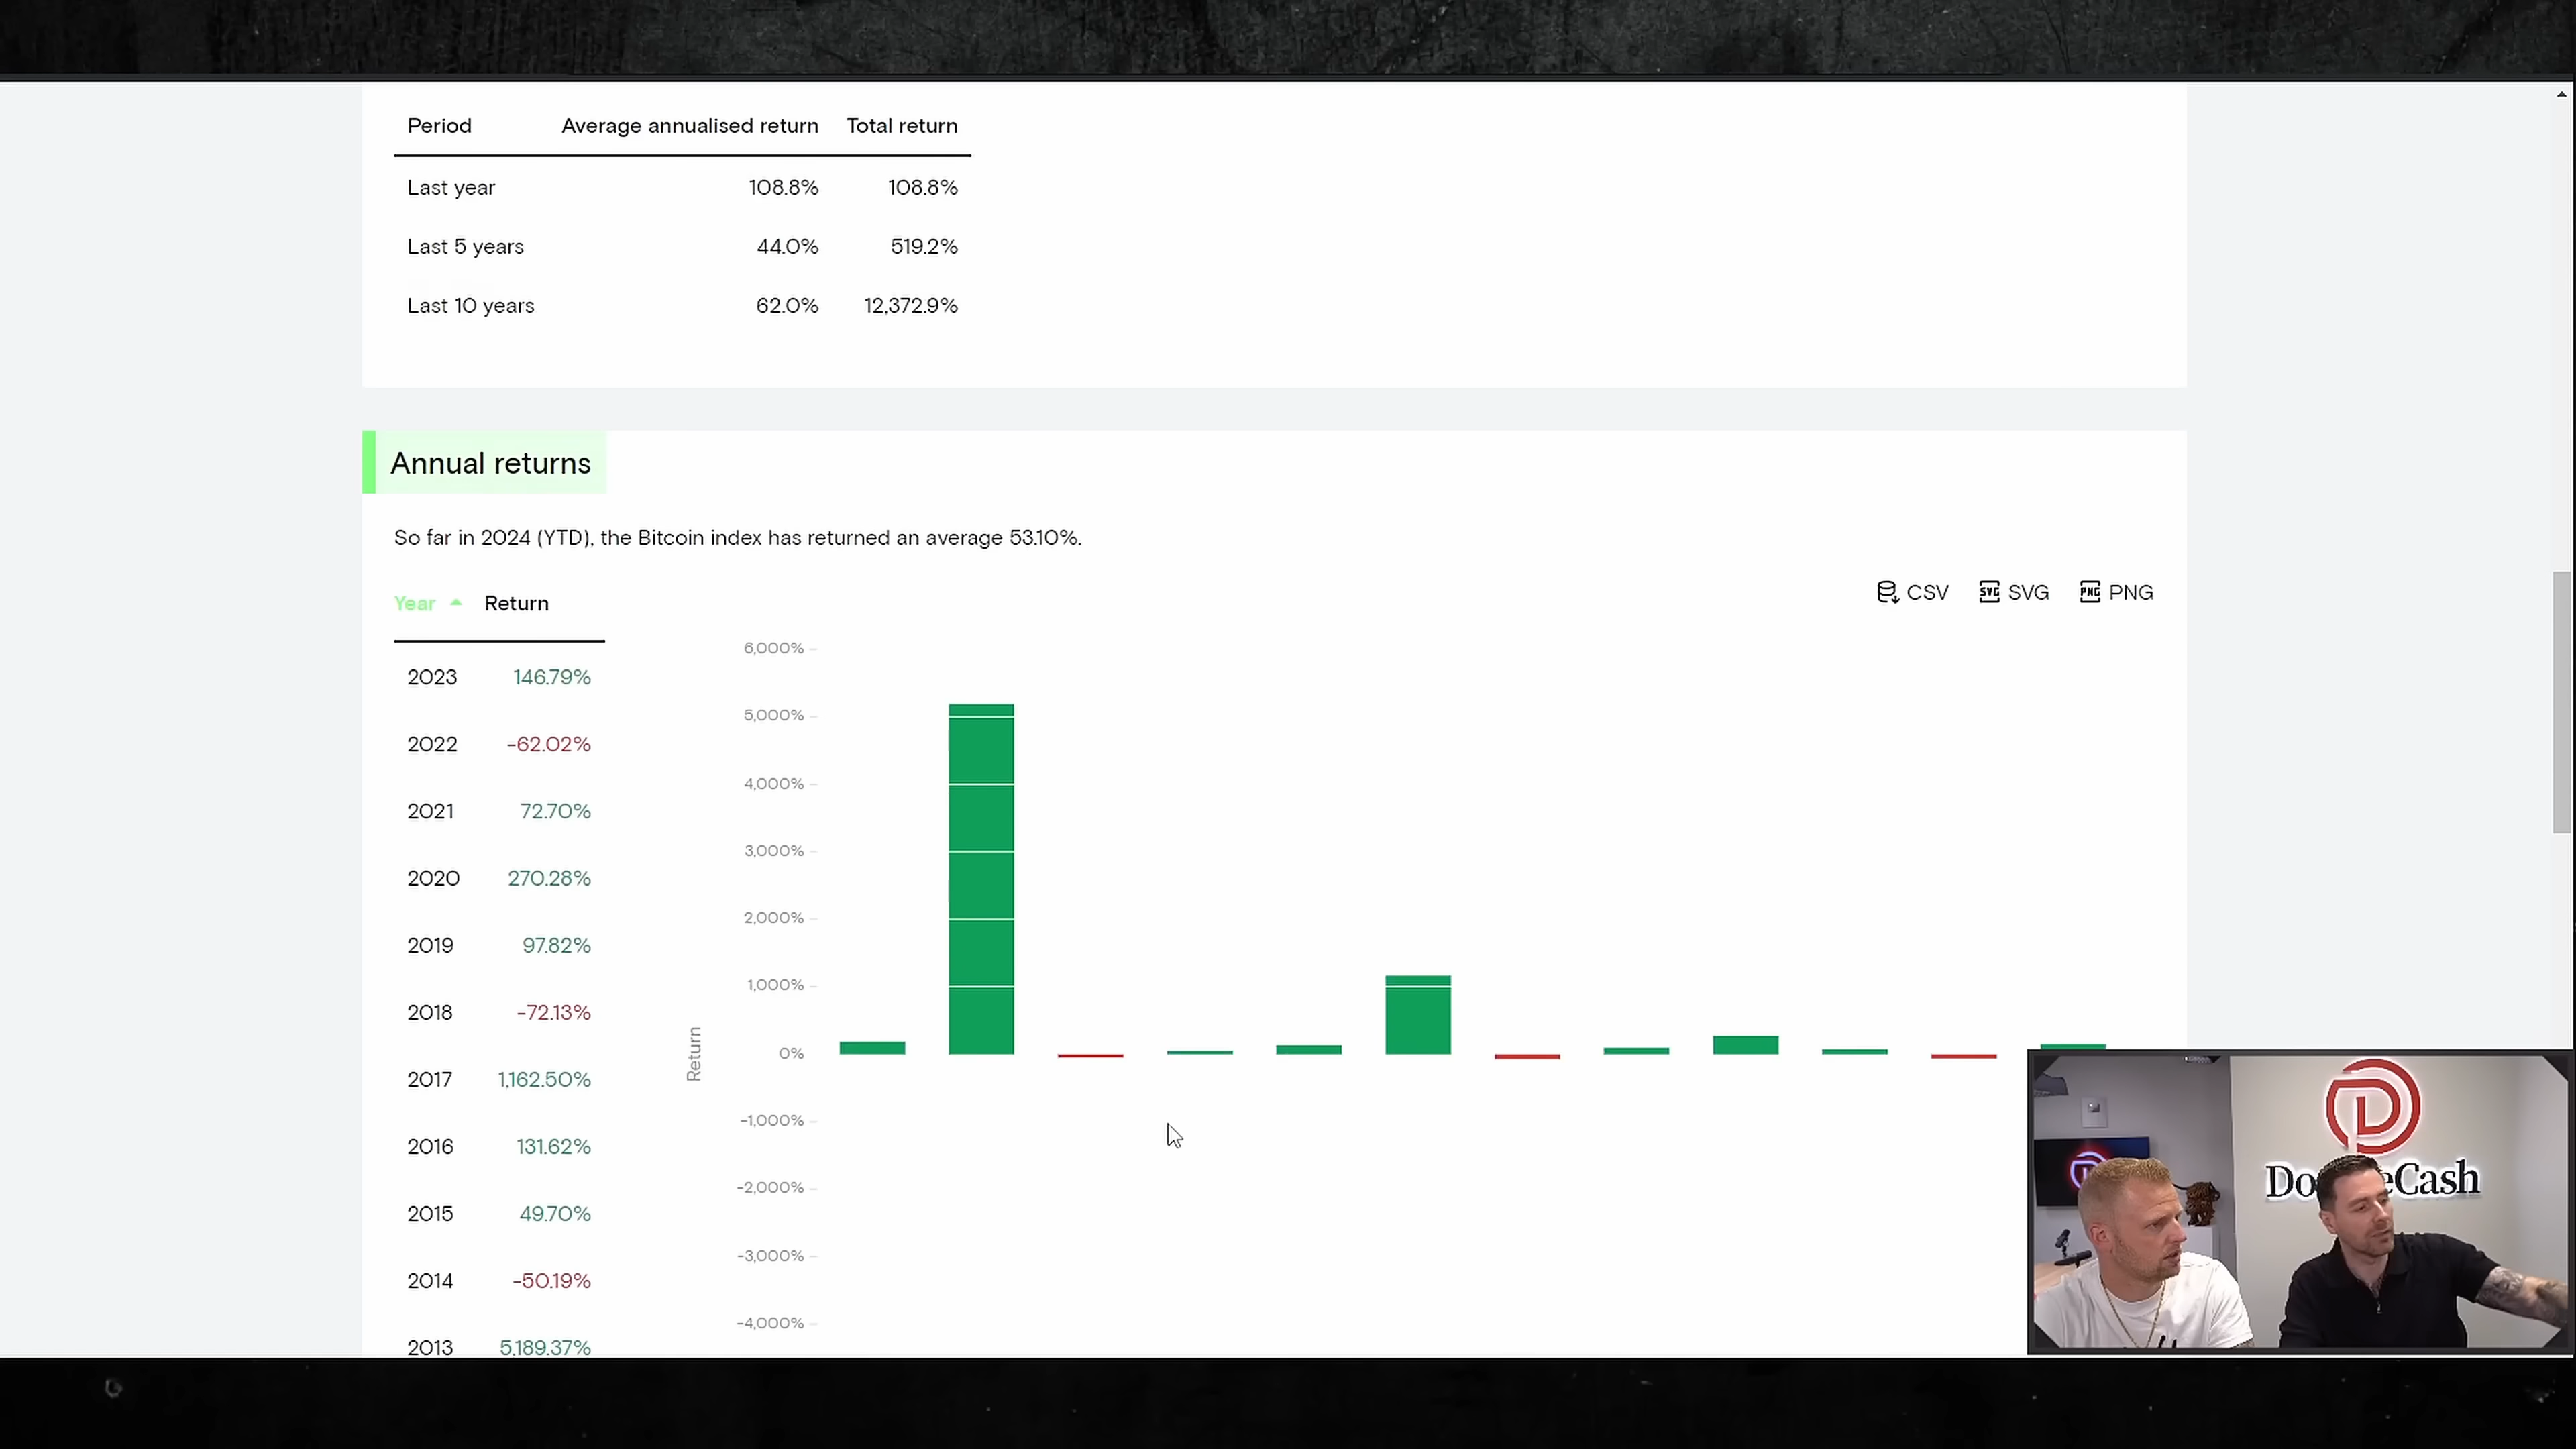 Period Average annualised return Total return
Last year 108.8% 108.8%
Last 5 years 44.0% 519.2%
Last 10 years 62.0% 12,372.9%
Annual returns
So far in 2024 (YTD), the Bitcoin index has returned an average 53.10%.
CSV SVG SVG PNG PNG
Year Return
2023 146.79%
2022 -62.02%
2021 72.70%
2020 270.28%
2019 97.82%
2018 -72.13%
2017 1,162.50%
2016 131.62%
2015 49.70%
2014 -50.19%
2013 5,189.37%
6,000%
5,000%
4,000%
3,000%
2,000%
1,000%
0%
-1,000%
-2,000%
-3,000%
-4,000%
Return
Do eCash